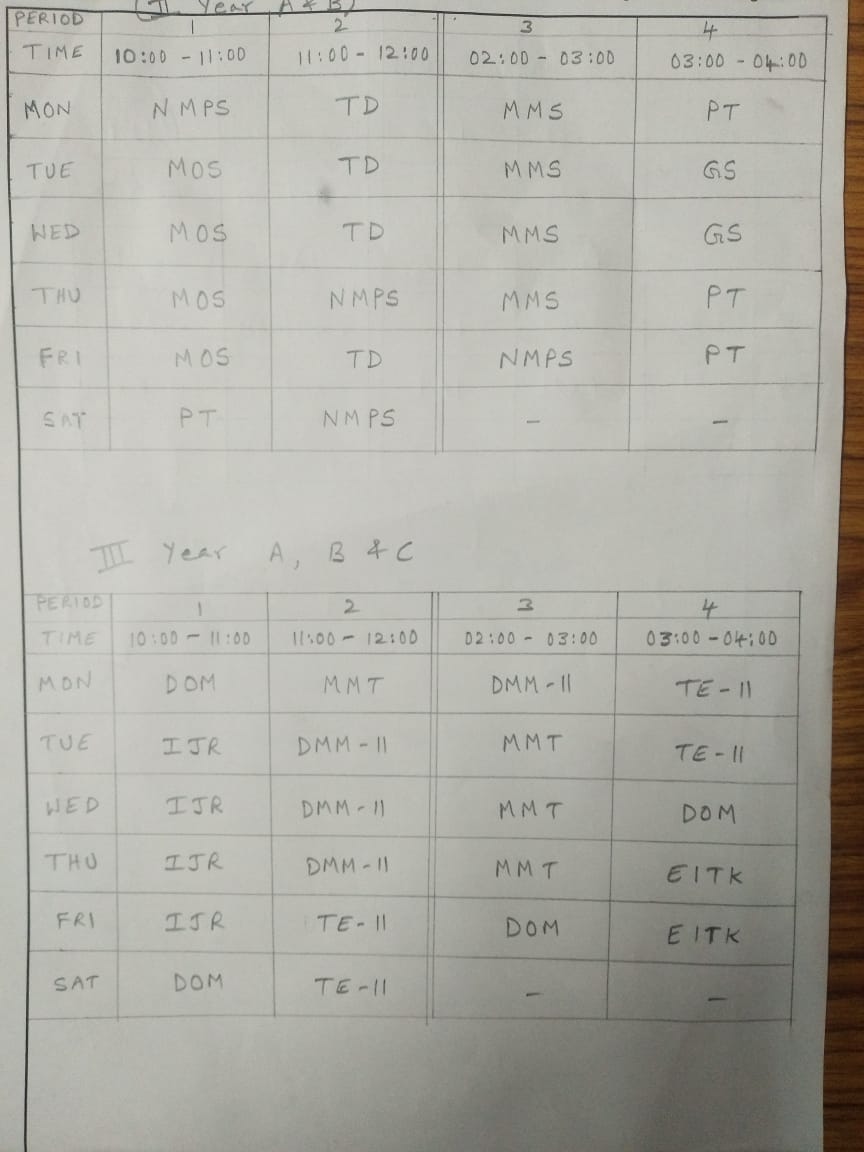 (II Year A & B)
PERIOD 1 2 3 4
TIME 10:00 - 11:00 11:00 - 12:00 02:00 - 03:00 03:00 - 04:00
MON NMPS TD MMS PT
TUE MOS TD MMS GS
WED MOS TD MMS GS
THU MOS NMPS MMS PT
FRI MOS TD NMPS PT
SAT PT NMPS - -
III Year A, B & C
PERIOD 1 2 3 4
TIME 10:00 - 11:00 11:00 - 12:00 02:00 - 03:00 03:00 - 04:00
MON DOM MMT DMM-II TE-II
TUE IJR DMM-II MMT TE-II
WED IJR DMM-II MMT DOM
THU IJR DMM-II MMT EITK
FRI IJR TE-II DOM EITK
SAT DOM TE-II - -